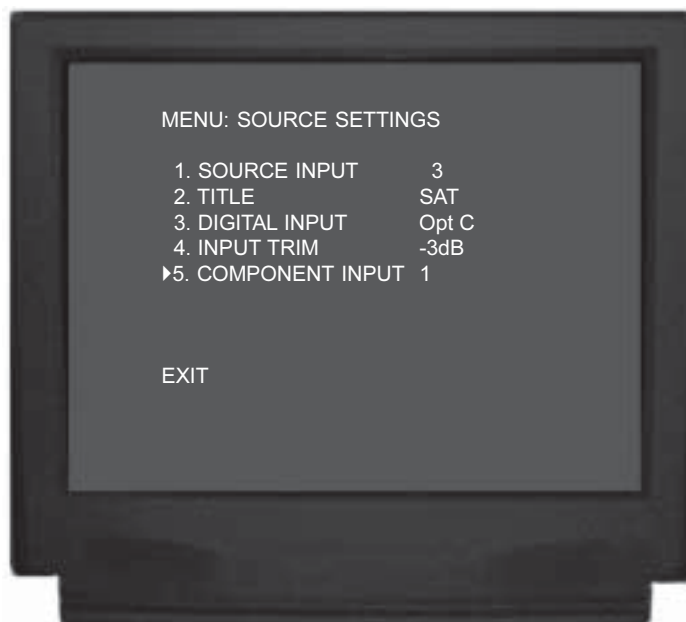 MENU: SOURCE SETTINGS
1. SOURCE INPUT 3
2. TITLE SAT
3. DIGITAL INPUT Opt C
4. INPUT TRIM -3dB
5. COMPONENT INPUT 1
EXIT